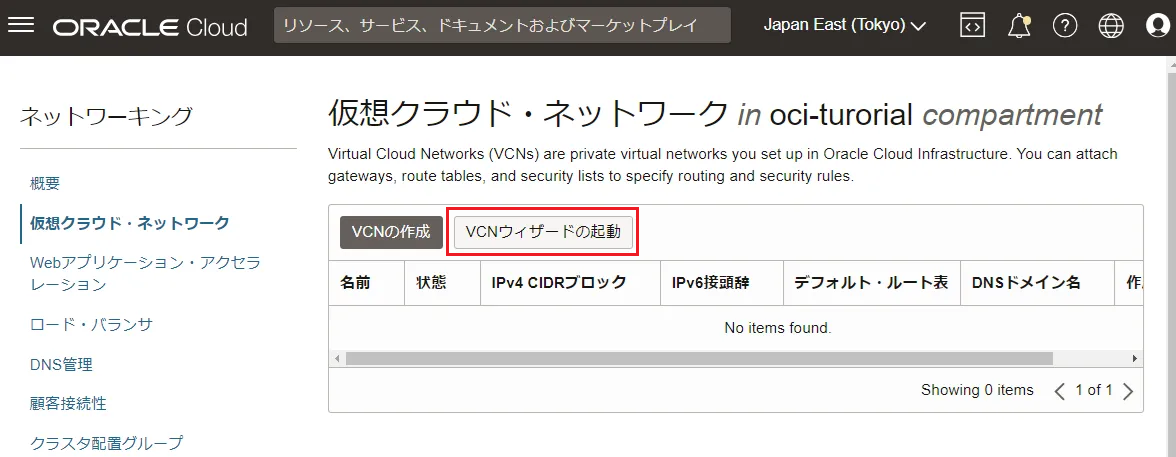 ORACLE Cloud
リソース、サービス、ドキュメントおよびマーケットプレイ
Japan East (Tokyo)
ネットワーキング
概要
仮想クラウド・ネットワーク
Webアプリケーション・アクセラ
レーション
ロード・バランサ
DNS管理
顧客接続性
クラスタ配置グループ
仮想クラウド・ネットワーク in oci-turorial compartment
Virtual Cloud Networks (VCNs) are private virtual networks you set up in Oracle Cloud Infrastructure. You can attach
gateways, route tables, and security lists to specify routing and security rules.
VCNの作成 VCNウィザードの起動
名前 状態 IPv4 CIDRブロック IPv6接頭辞 デフォルト・ルート表 DNSドメイン名 作
No items found.
Showing 0 items 1 of 1